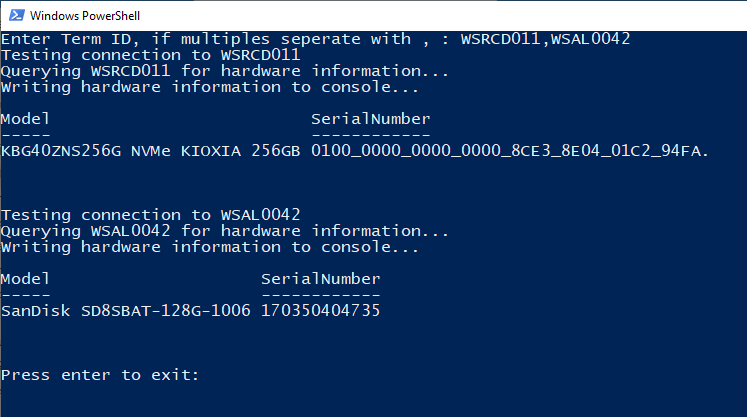 Windows PowerShell
Enter Term ID, if multiples seperate with , : WSRCD011,WSAL0042
Testing connection to WSRCD011
Querying WSRCD011 for hardware information...
Writing hardware information to console...
Model                          SerialNumber
-----                          ------------
KBG40ZNS256G NVMe KIOXIA 256GB 0100_0000_0000_0000_8CE3_8E04_01C2_94FA.
Testing connection to WSAL0042
Querying WSAL0042 for hardware information...
Writing hardware information to console...
Model                     SerialNumber
-----                     ------------
SanDisk SD8SBAT-128G-1006 170350404735
Press enter to exit: